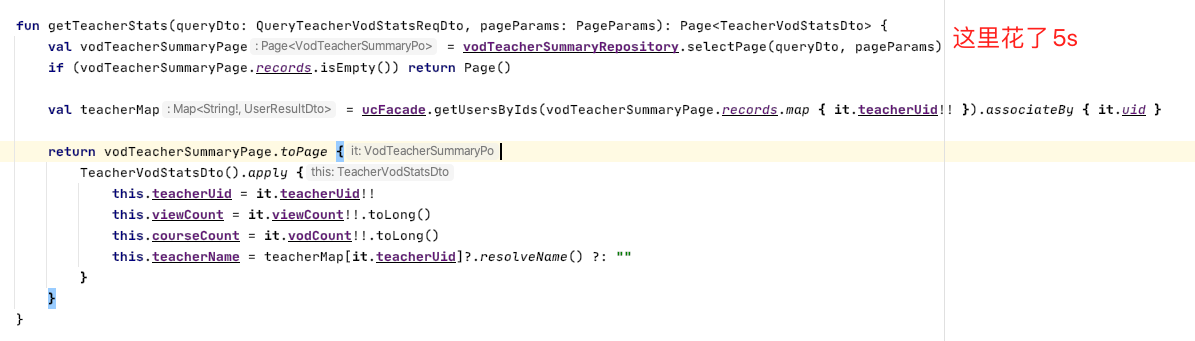 fun getTeacherStats(queryDto: QueryTeacherVodStatsReqDto, pageParams: PageParams): Page<TeacherVodStatsDto> {
val vodTeacherSummaryPage : Page<VodTeacherSummaryPo> = vodTeacherSummaryRepository.selectPage(queryDto, pageParams) 这里花了 5s
if (vodTeacherSummaryPage.records.isEmpty()) return Page()
val teacherMap : Map<String!, UserResultDto> = ucFacade.getUsersByIds(vodTeacherSummaryPage.records.map { it.teacherUid!! }).associateBy { it.uid }
return vodTeacherSummaryPage.toPage { it: VodTeacherSummaryPo
TeacherVodStatsDto().apply { this: TeacherVodStatsDto
this.teacherUid = it.teacherUid!!
this.viewCount = it.viewCount!!.toLong()
this.courseCount = it.vodCount!!.toLong()
this.teacherName = teacherMap[it.teacherUid]?.resolveName() ?: ""
}
}
}